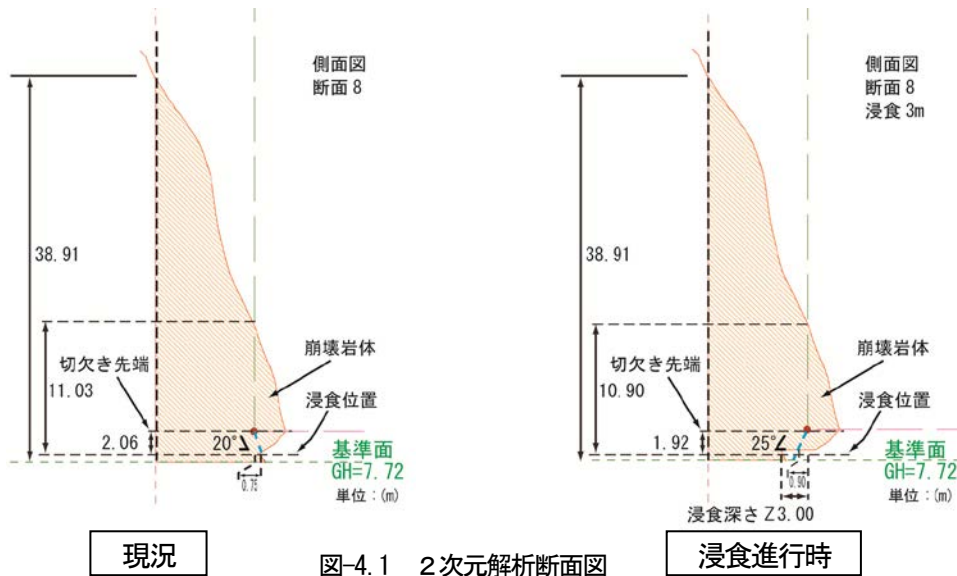 側面図
断面 8
38.91
切欠き先端
11.03
2.06
20°
崩壊岩体
浸食位置
基準面
GH=7.72
単位：(m)
0.75
現況
側面図
断面 8
浸食 3m
38.91
切欠き先端
10.90
1.92
25°
崩壊岩体
浸食位置
基準面
GH=7.72
単位：(m)
0.90
浸食深さ Z3.00
浸食進行時
図-4.1　2次元解析断面図